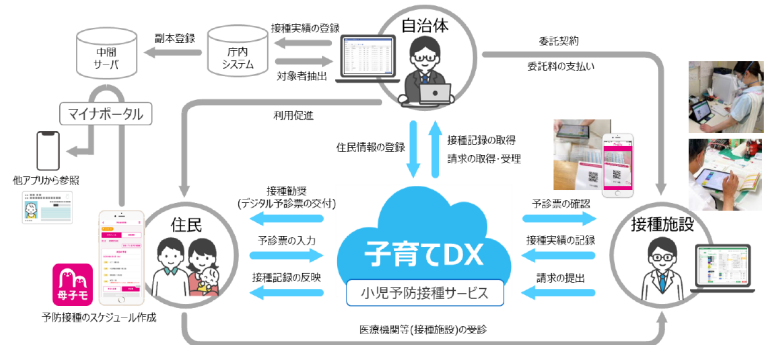 自治体
接種実績の登録
対象者抽出
副本登録
中間
サーバ
庁内
システム
マイナポータル
他アプリから参照
委託契約
委託料の支払い
利用促進
住民情報の登録
接種記録の取得
請求の取得・受理
接種勧奨
(デジタル予診票の交付)
予診票の入力
接種記録の反映
住民
母子モ
予防接種のスケジュール作成
子育てDX
小児予防接種サービス
予診票の確認
接種実績の記録
請求の提出
接種施設
医療機関等(接種施設)の受診